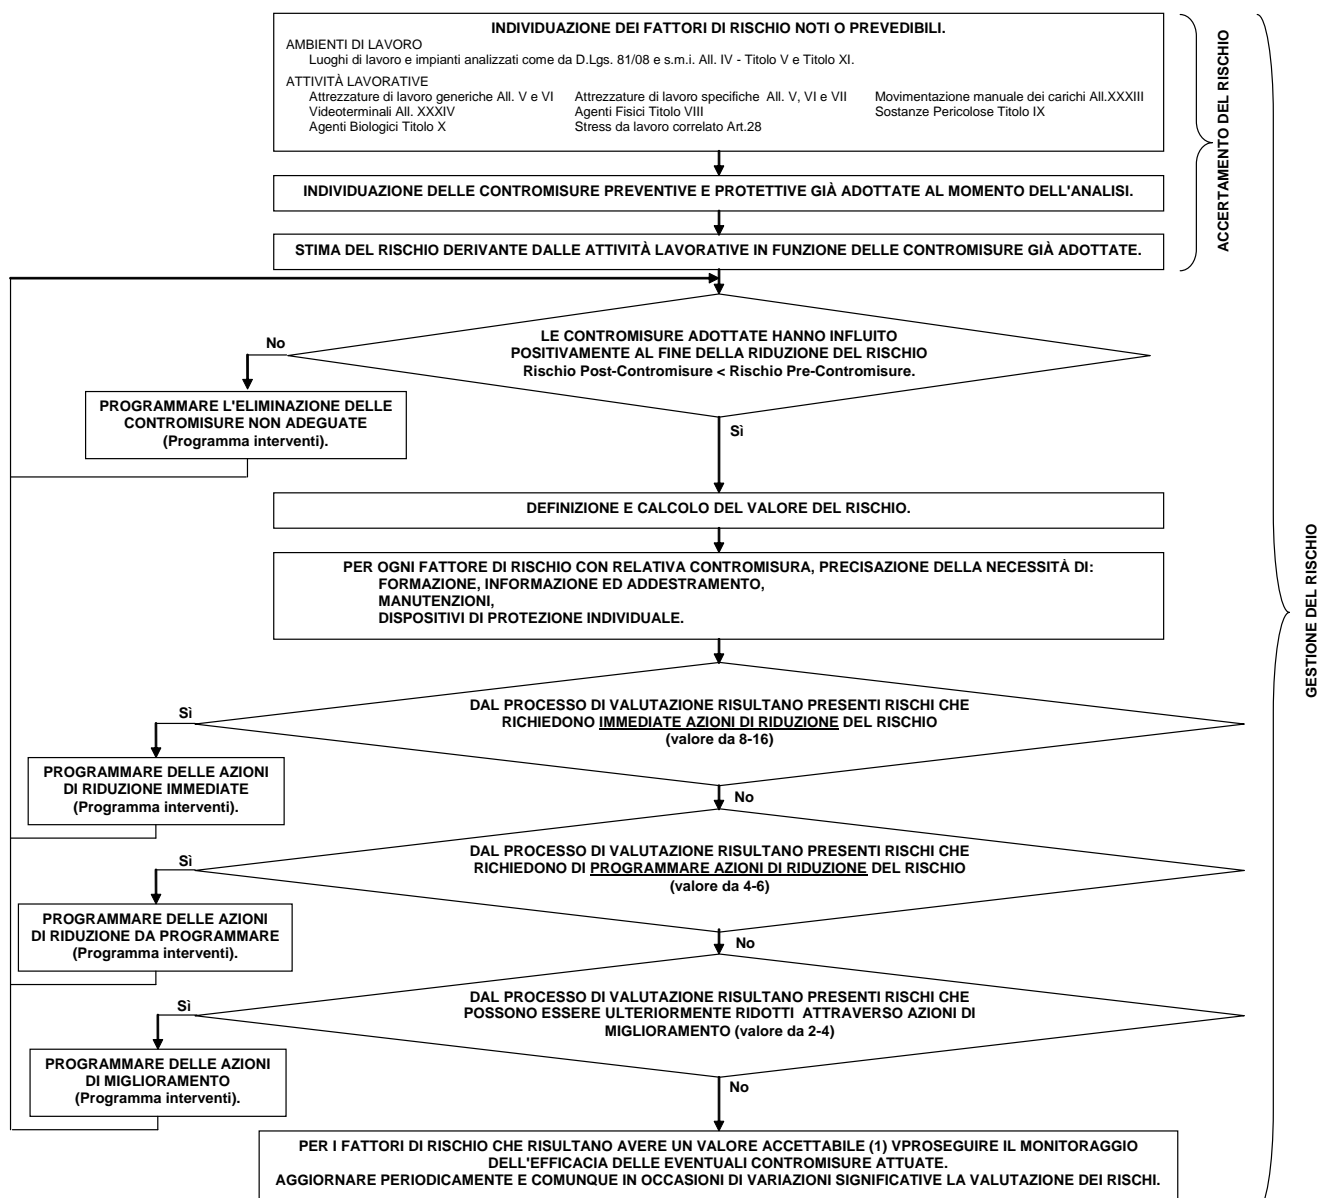 INDIVIDUAZIONE DEI FATTORI DI RISCHIO NOTI O PREVEDIBILI.
AMBIENTI DI LAVORO
Luoghi di lavoro e impianti analizzati come da D.Lgs. 81/08 e s.m.i. All. IV - Titolo V e Titolo XI.
ATTIVITÀ LAVORATIVE
Attrezzature di lavoro generiche All. V e VI Attrezzature di lavoro specifiche All. V, VI e VII Movimentazione manuale dei carichi All.XXXIII
Videoterminali All. XXXIV Agenti Fisici Titolo VIII Sostanze Pericolose Titolo IX
Agenti Biologici Titolo X Stress da lavoro correlato Art.28
ACCERTAMENTO DEL RISCHIO
INDIVIDUAZIONE DELLE CONTROMISURE PREVENTIVE E PROTETTIVE GIÀ ADOTTATE AL MOMENTO DELL'ANALISI.
STIMA DEL RISCHIO DERIVANTE DALLE ATTIVITÀ LAVORATIVE IN FUNZIONE DELLE CONTROMISURE GIÀ ADOTTATE.
LE CONTROMISURE ADOTTATE HANNO INFLUITO
POSITIVAMENTE AL FINE DELLA RIDUZIONE DEL RISCHIO
Rischio Post-Contromisure < Rischio Pre-Contromisure.
No
PROGRAMMARE L'ELIMINAZIONE DELLE
CONTROMISURE NON ADEGUATE
(Programma interventi).
Sì
DEFINIZIONE E CALCOLO DEL VALORE DEL RISCHIO.
PER OGNI FATTORE DI RISCHIO CON RELATIVA CONTROMISURA, PRECISAZIONE DELLA NECESSITÀ DI:
FORMAZIONE, INFORMAZIONE ED ADDESTRAMENTO,
MANUTENZIONI,
DISPOSITIVI DI PROTEZIONE INDIVIDUALE.
GESTIONE DEL RISCHIO
DAL PROCESSO DI VALUTAZIONE RISULTANO PRESENTI RISCHI CHE
RICHIEDONO IMMEDIATE AZIONI DI RIDUZIONE DEL RISCHIO
(valore da 8-16)
Sì
PROGRAMMARE DELLE AZIONI
DI RIDUZIONE IMMEDIATE
(Programma interventi).
No
DAL PROCESSO DI VALUTAZIONE RISULTANO PRESENTI RISCHI CHE
RICHIEDONO DI PROGRAMMARE AZIONI DI RIDUZIONE DEL RISCHIO
(valore da 4-6)
Sì
PROGRAMMARE DELLE AZIONI
DI RIDUZIONE DA PROGRAMMARE
(Programma interventi).
No
DAL PROCESSO DI VALUTAZIONE RISULTANO PRESENTI RISCHI CHE
POSSONO ESSERE ULTERIORMENTE RIDOTTI ATTRAVERSO AZIONI DI
MIGLIORAMENTO (valore da 2-4)
Sì
PROGRAMMARE DELLE AZIONI
DI MIGLIORAMENTO
(Programma interventi).
No
PER I FATTORI DI RISCHIO CHE RISULTANO AVERE UN VALORE ACCETTABILE (1) VPROSEGUIRE IL MONITORAGGIO
DELL'EFFICACIA DELLE EVENTUALI CONTROMISURE ATTUATE.
AGGIORNARE PERIODICAMENTE E COMUNQUE IN OCCASIONI DI VARIAZIONI SIGNIFICATIVE LA VALUTAZIONE DEI RISCHI.